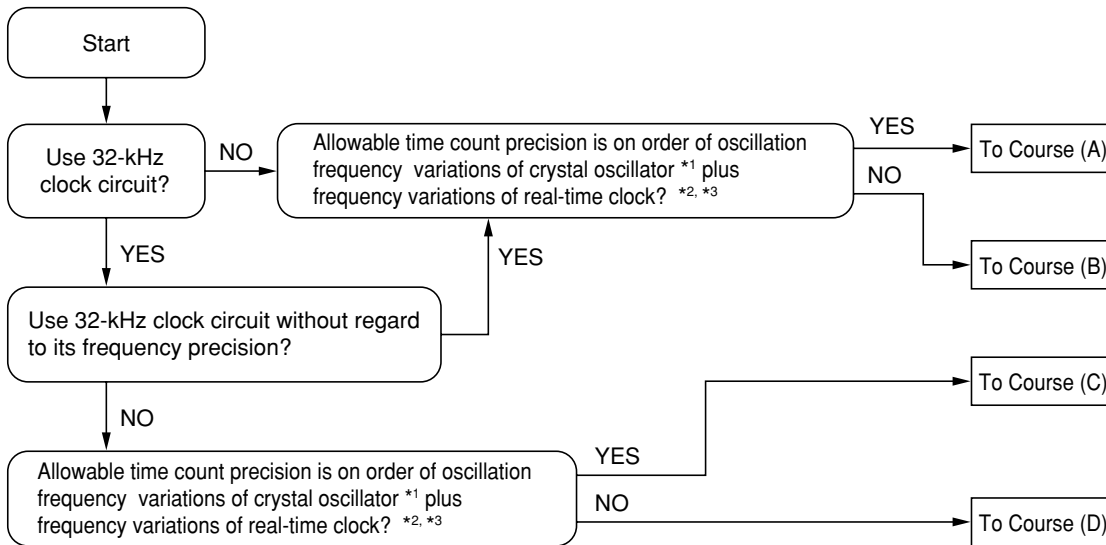 Start
Use 32-kHz
clock circuit?
NO
YES
Allowable time count precision is on order of oscillation
frequency variations of crystal oscillator *1 plus
frequency variations of real-time clock? *2, *3
YES
To Course (A)
NO
To Course (B)
YES
Use 32-kHz clock circuit without regard
to its frequency precision?
NO
Allowable time count precision is on order of oscillation
frequency variations of crystal oscillator *1 plus
frequency variations of real-time clock? *2, *3
YES
To Course (C)
NO
To Course (D)